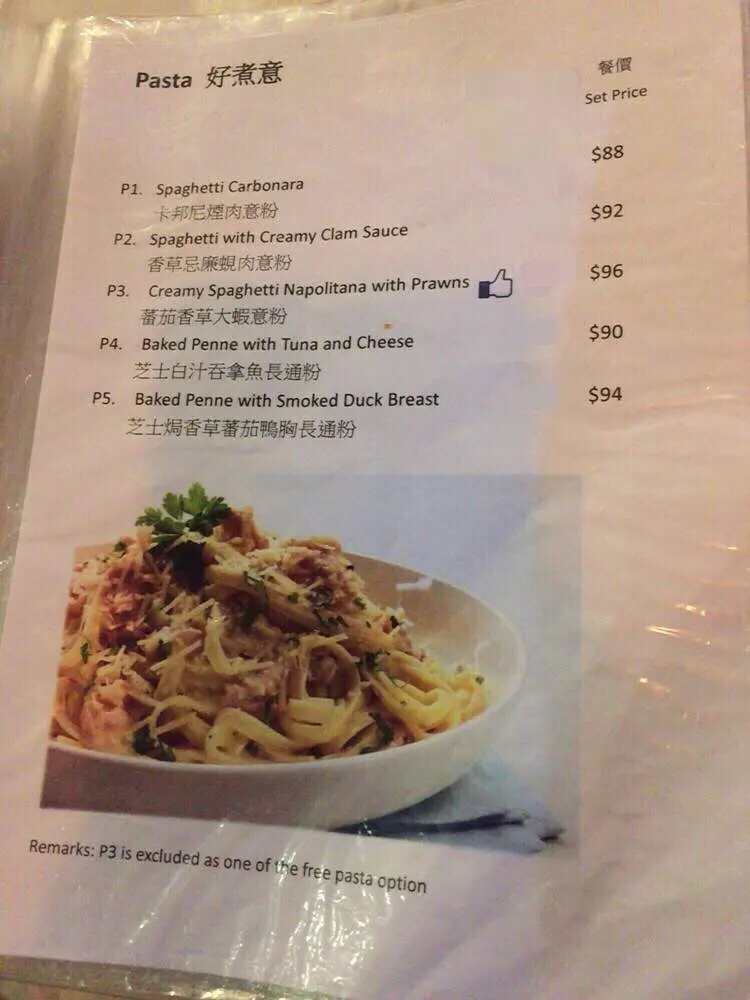 Pasta 好煮意
餐價
Set Price
$88
P1. Spaghetti Carbonara
卡邦尼煙肉意粉
$92
P2. Spaghetti with Creamy Clam Sauce
香草忌廉蜆肉意粉
$96
P3. Creamy Spaghetti Napolitana with Prawns
蕃茄香草大蝦意粉
$90
P4. Baked Penne with Tuna and Cheese
芝士白汁吞拿魚長通粉
$94
P5. Baked Penne with Smoked Duck Breast
芝士焗香草蕃茄鴨胸長通粉
Remarks: P3 is excluded as one of the free pasta option